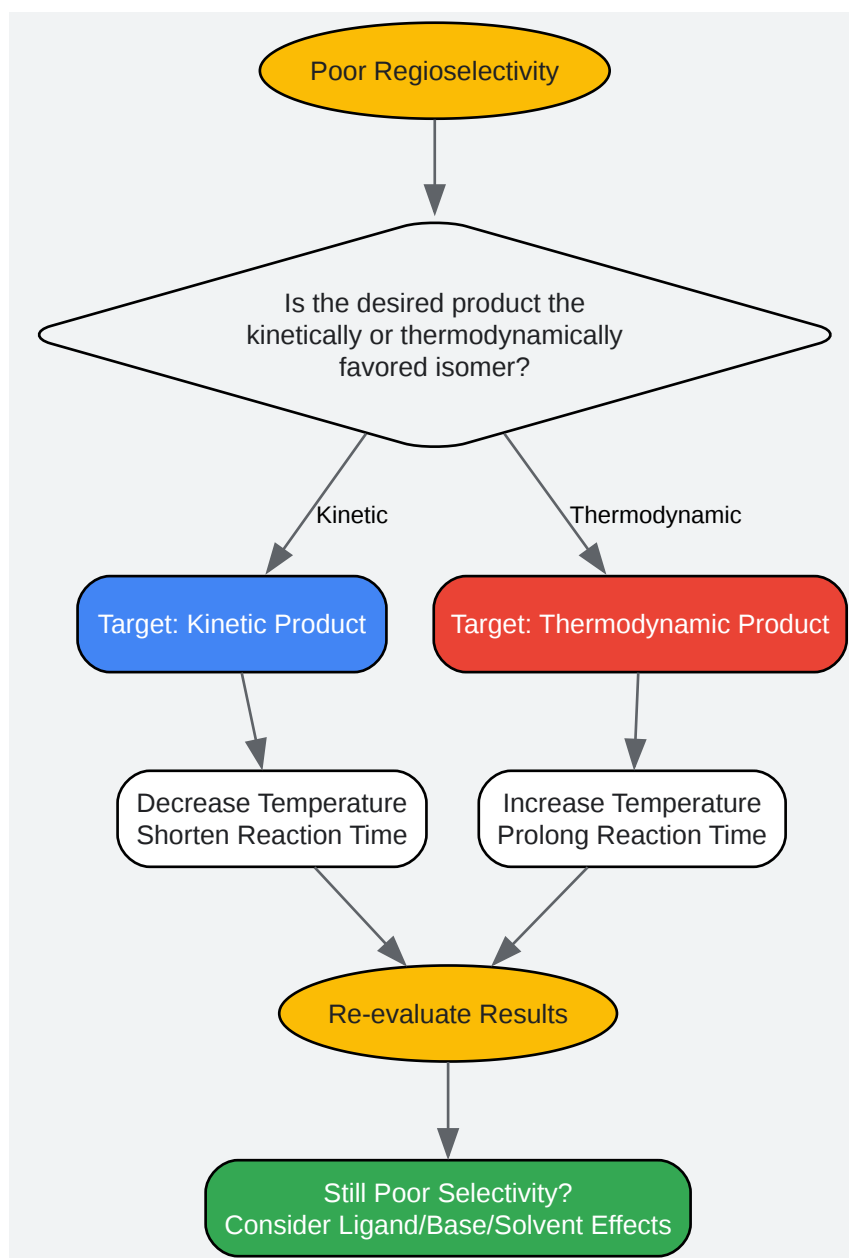 Poor Regioselectivity
Is the desired product the
kinetically or thermodynamically
favored isomer?
Kinetic
Thermodynamic
Target: Kinetic Product
Target: Thermodynamic Product
Decrease Temperature
Shorten Reaction Time
Increase Temperature
Prolong Reaction Time
Re-evaluate Results
Still Poor Selectivity?
Consider Ligand/Base/Solvent Effects